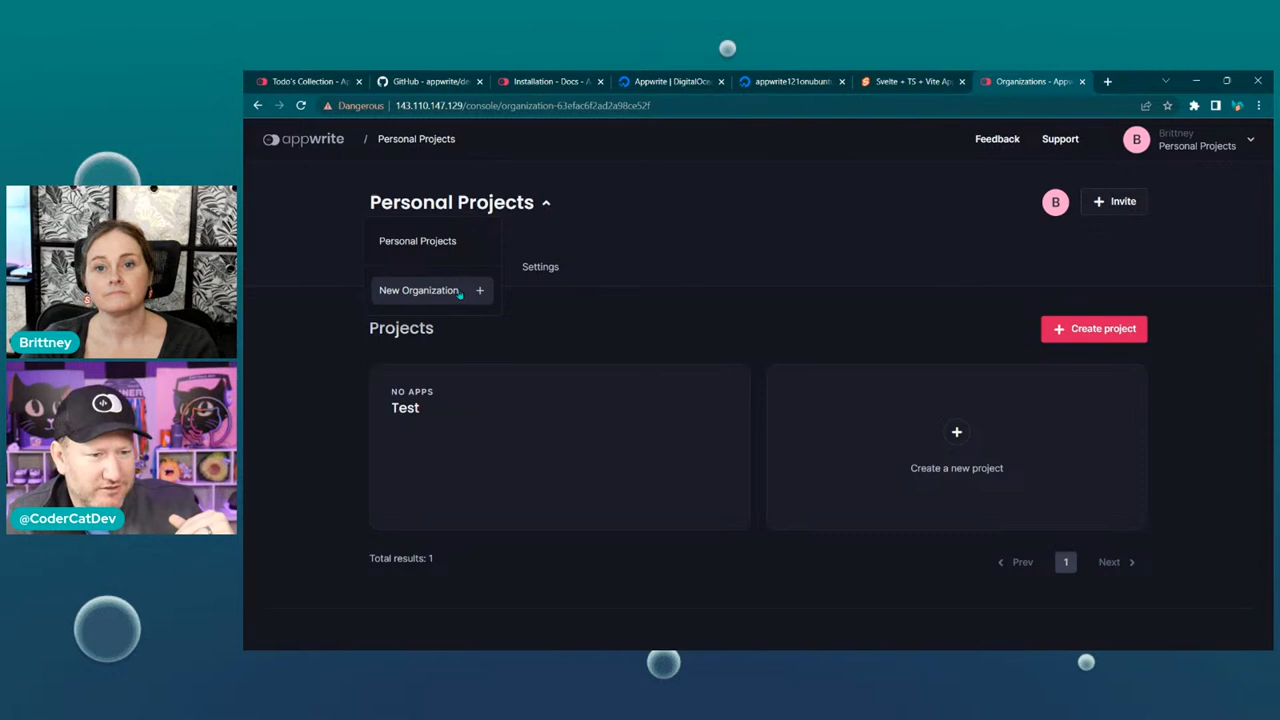 Todo's Collection - Ap
GitHub - appwrite/de
Installation - Docs - A
Appwrite | DigitalOce
appwrite121onubunt
Svelte + TS + Vite Ap
Organizations - Appw
Dangerous
143.110.147.129/console/organization-63efac6f2ad2a98ce52f
appwrite
/ Personal Projects
Feedback
Support
B
Brittney
Personal Projects
Personal Projects
B
+ Invite
Personal Projects
Settings
New Organization +
Projects
+ Create project
NO APPS
Test
+
Create a new project
Total results: 1
Prev
1
Next
Brittney
@CoderCatDev